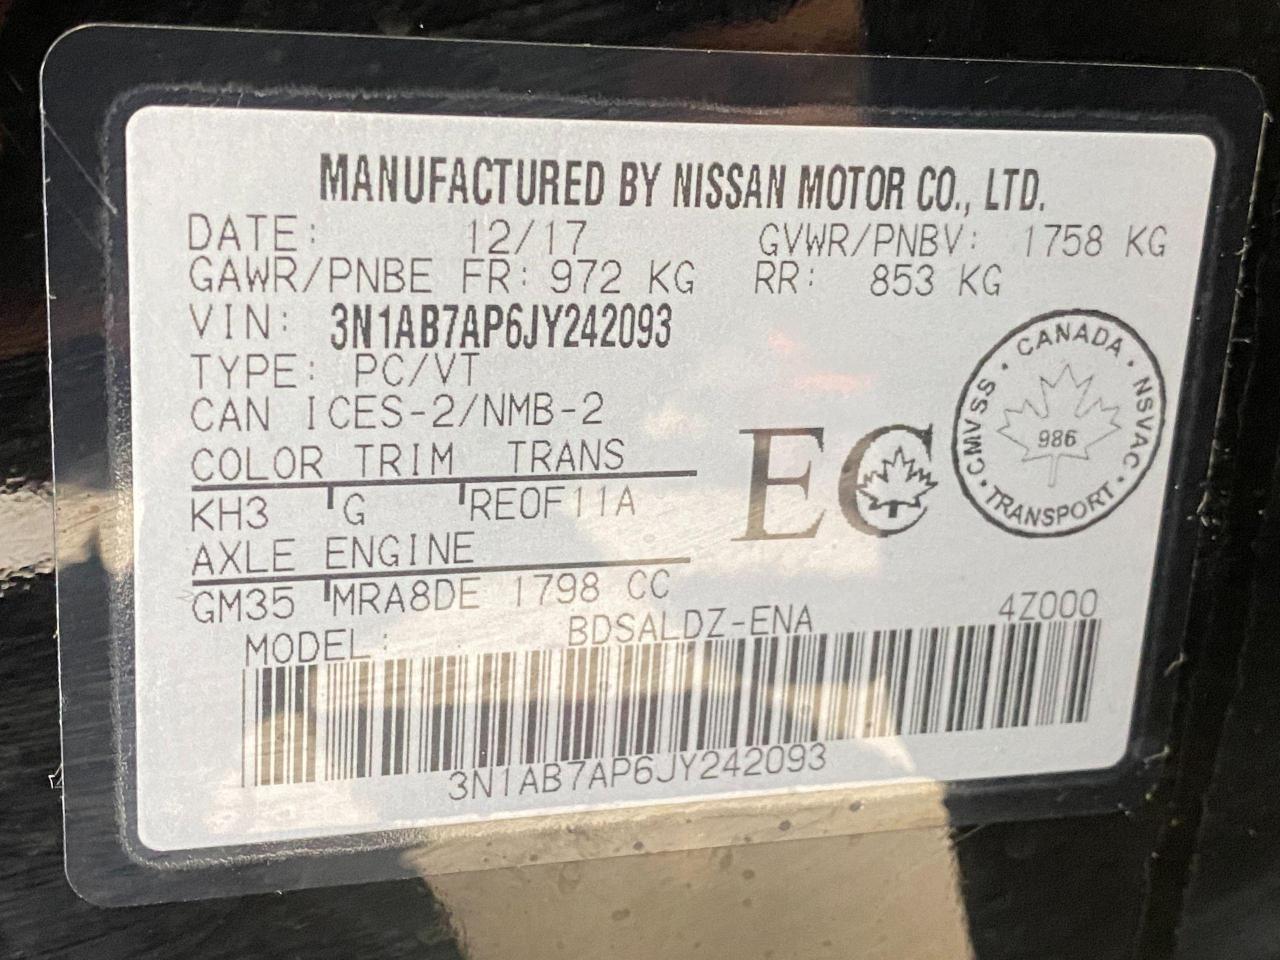 MANUFACTURED BY NISSAN MOTOR CO., LTD.
DATE: 12/17 GVWR/PNBV: 1758 KG
GAWR/PNBE FR: 972 KG RR: 853 KG
VIN: 3N1AB7AP6JY242093
TYPE: PC/VT
CAN ICES-2/NMB-2
COLOR TRIM TRANS
KH3 G RE0F11A
AXLE ENGINE
GM35 MRA8DE 1798 CC
MODEL: BDSALDZ-ENA 4Z000
3N1AB7AP6JY242093
EC
CANADA
CMVSS · NSVAC
986
TRANSPORT